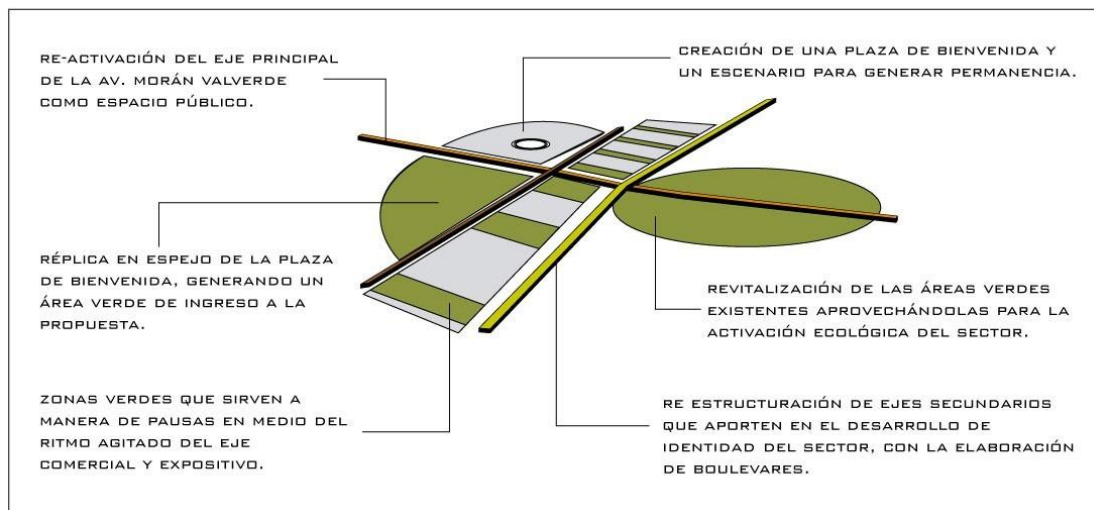 RE-ACTIVACIÓN DEL EJE PRINCIPAL
DE LA AV. MORÁN VALVERDE
COMO ESPACIO PÚBLICO.
CREACIÓN DE UNA PLAZA DE BIENVENIDA Y
UN ESCENARIO PARA GENERAR PERMANENCIA.
RÉPLICA EN ESPEJO DE LA PLAZA
DE BIENVENIDA, GENERANDO UN
ÁREA VERDE DE INGRESO A LA
PROPUESTA.
REVITALIZACIÓN DE LAS ÁREAS VERDES
EXISTENTES APROVECHÁNDOLAS PARA LA
ACTIVACIÓN ECOLÓGICA DEL SECTOR.
ZONAS VERDES QUE SIRVEN A
MANERA DE PAUSAS EN MEDIO DEL
RITMO AGITADO DEL EJE
COMERCIAL Y EXPOSITIVO.
RE ESTRUCTURACIÓN DE EJES SECUNDARIOS
QUE APORTEN EN EL DESARROLLO DE
IDENTIDAD DEL SECTOR, CON LA ELABORACIÓN
DE BOULEVARES.